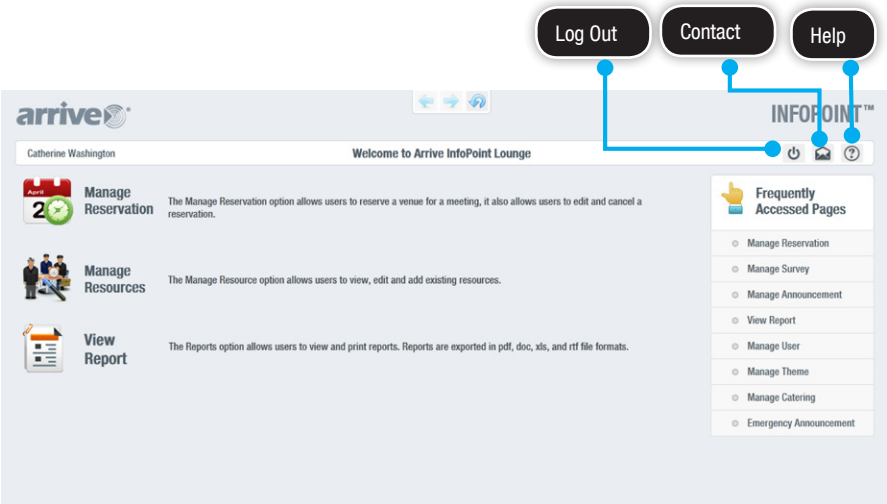 Log Out
Contact
Help
arrive
INFOPOINT™
Catherine Washington
Welcome to Arrive InfoPoint Lounge
April
2
Manage
Reservation
The Manage Reservation option allows users to reserve a venue for a meeting, it also allows users to edit and cancel a
reservation.
Manage
Resources
The Manage Resource option allows users to view, edit and add existing resources.
View
Report
The Reports option allows users to view and print reports. Reports are exported in pdf, doc, xls, and rtf file formats.
Frequently
Accessed Pages
Manage Reservation
Manage Survey
Manage Announcement
View Report
Manage User
Manage Theme
Manage Catering
Emergency Announcement